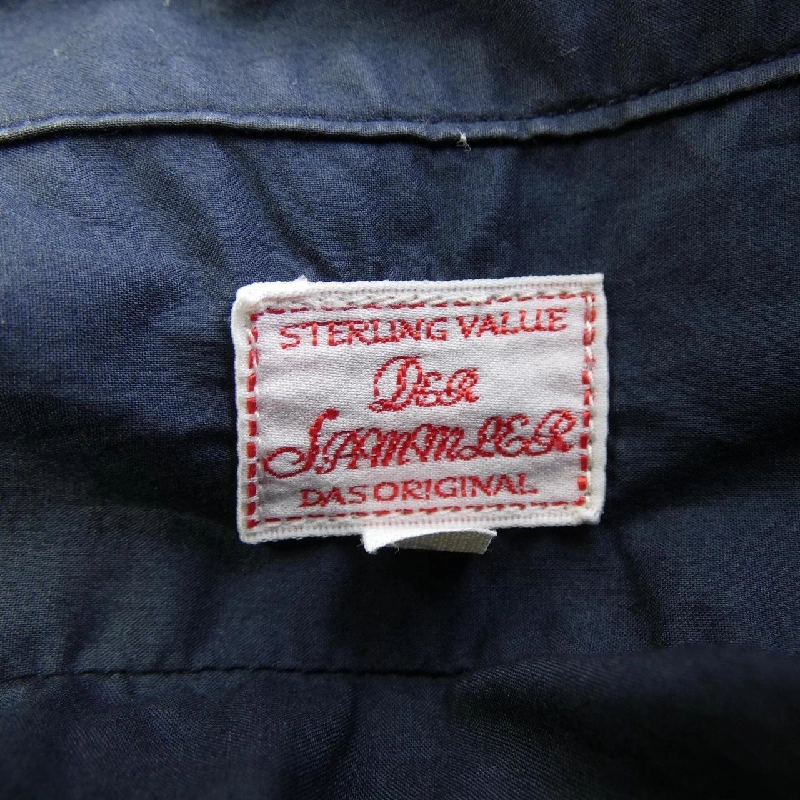 STERLING VALUE
DER
SAMMLER
DAS ORIGINAL